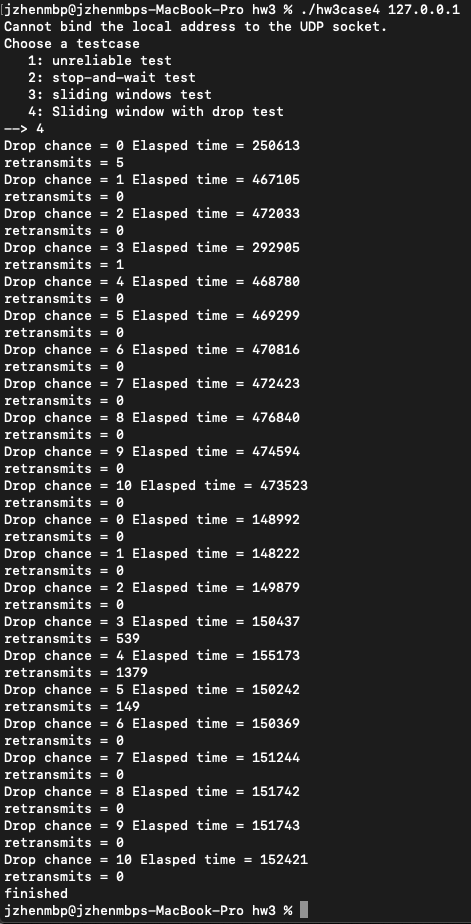 [jzhenmbp@jzhenmbps-MacBook-Pro hw3 % ./hw3case4 127.0.0.1
Cannot bind the local address to the UDP socket.
Choose a testcase
   1: unreliable test
   2: stop-and-wait test
   3: sliding windows test
   4: Sliding window with drop test
--> 4
Drop chance = 0 Elasped time = 250613
retransmits = 5
Drop chance = 1 Elasped time = 467105
retransmits = 0
Drop chance = 2 Elasped time = 472033
retransmits = 0
Drop chance = 3 Elasped time = 292905
retransmits = 1
Drop chance = 4 Elasped time = 468780
retransmits = 0
Drop chance = 5 Elasped time = 469299
retransmits = 0
Drop chance = 6 Elasped time = 470816
retransmits = 0
Drop chance = 7 Elasped time = 472423
retransmits = 0
Drop chance = 8 Elasped time = 476840
retransmits = 0
Drop chance = 9 Elasped time = 474594
retransmits = 0
Drop chance = 10 Elasped time = 473523
retransmits = 0
Drop chance = 0 Elasped time = 148992
retransmits = 0
Drop chance = 1 Elasped time = 148222
retransmits = 0
Drop chance = 2 Elasped time = 149879
retransmits = 0
Drop chance = 3 Elasped time = 150437
retransmits = 539
Drop chance = 4 Elasped time = 155173
retransmits = 1379
Drop chance = 5 Elasped time = 150242
retransmits = 149
Drop chance = 6 Elasped time = 150369
retransmits = 0
Drop chance = 7 Elasped time = 151244
retransmits = 0
Drop chance = 8 Elasped time = 151742
retransmits = 0
Drop chance = 9 Elasped time = 151743
retransmits = 0
Drop chance = 10 Elasped time = 152421
retransmits = 0
finished
jzhenmbp@jzhenmbps-MacBook-Pro hw3 %